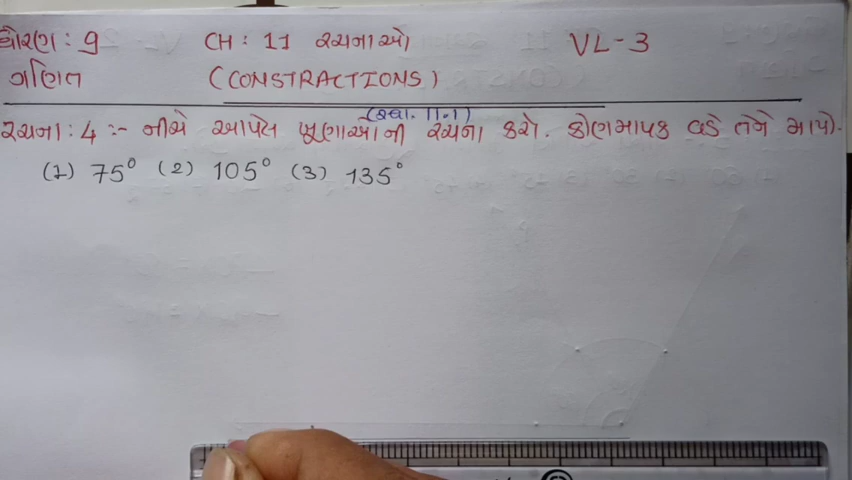 ધોરણ : 9 CH : 11 રચનાઓ VL - 3
ગણિત (CONSTRACTIONS)
(સ્વા. 11.1)
રચના : 4 :- નીચે આપેલ ખૂણાઓની રચના કરો. કોણમાપક વડે તેને માપો.
(1) 75° (2) 105° (3) 135°